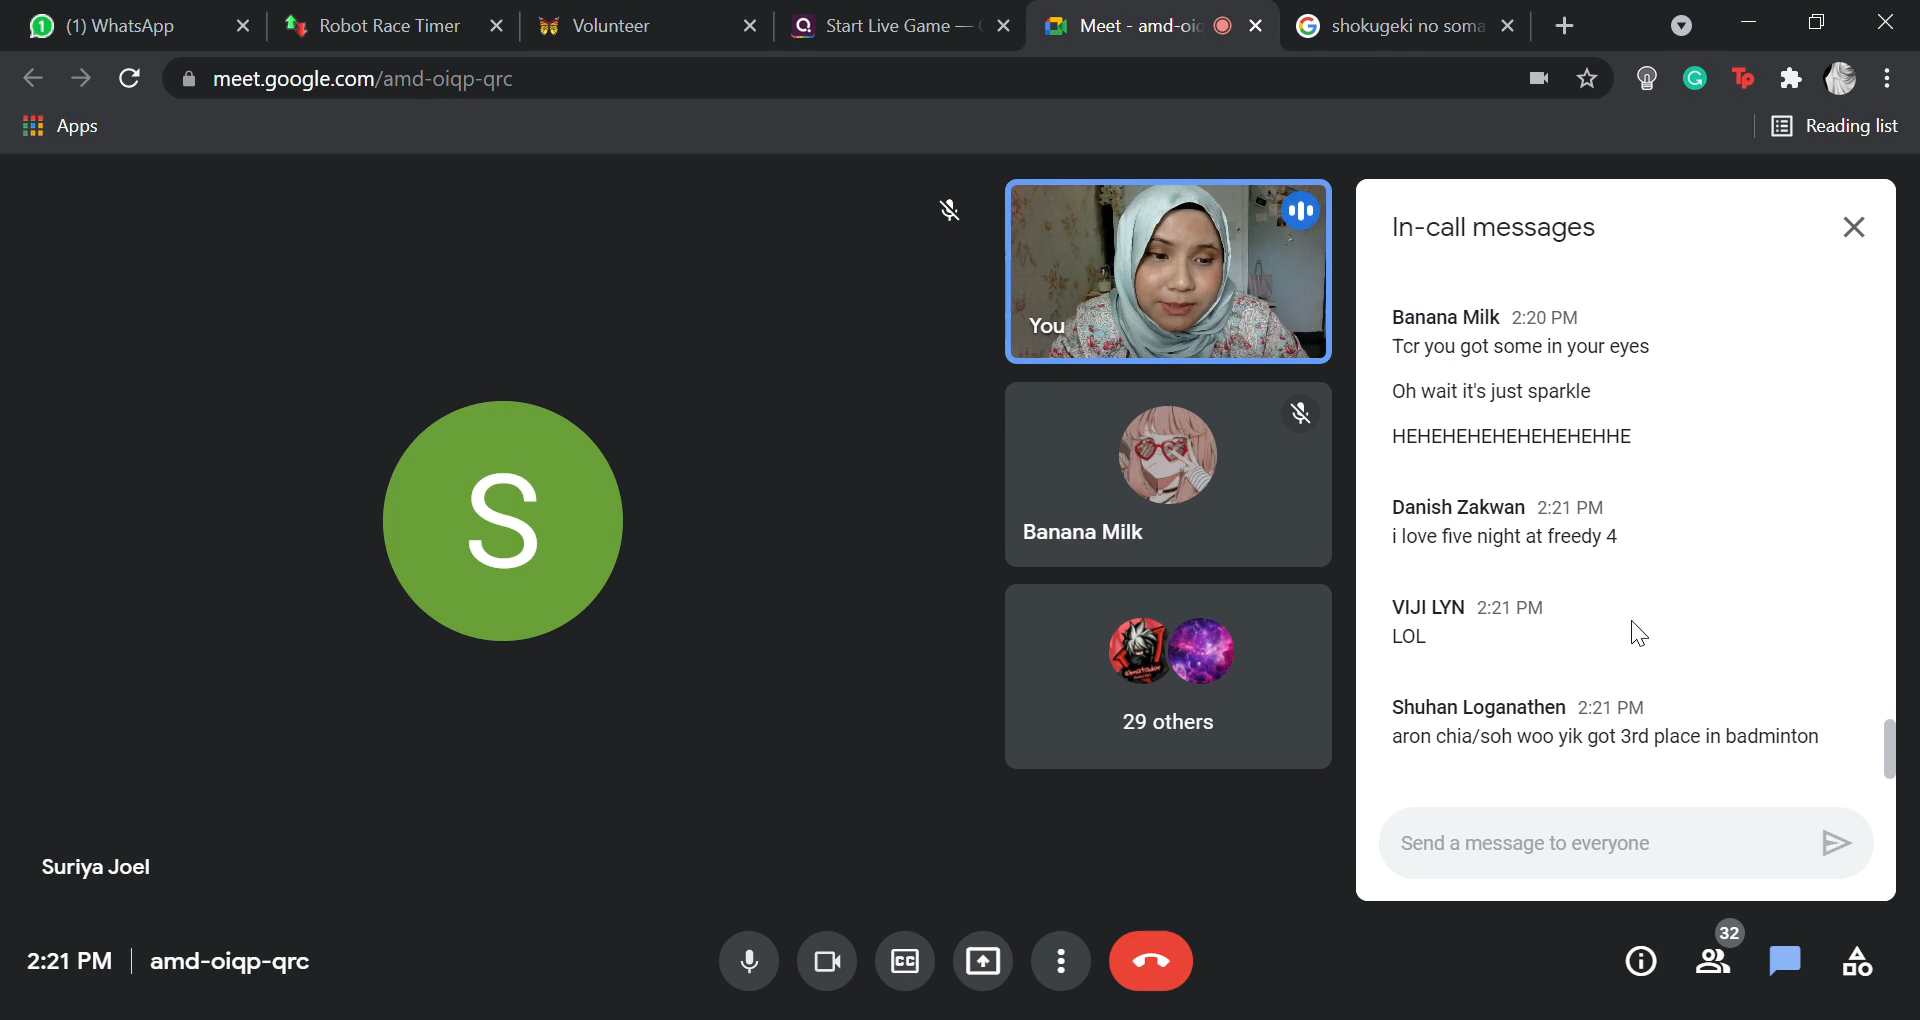 (1) WhatsApp
Robot Race Timer
Volunteer
Start Live Game —
Meet - amd-oiq
shokugeki no soma
meet.google.com/amd-oiqp-qrc
Apps
Reading list
You
Banana Milk
29 others
S
Suriya Joel
In-call messages
Banana Milk 2:20 PM
Tcr you got some in your eyes
Oh wait it's just sparkle
HEHEHEHEHEHEHEHEHHE
Danish Zakwan 2:21 PM
i love five night at freedy 4
VIJI LYN 2:21 PM
LOL
Shuhan Loganathen 2:21 PM
aron chia/soh woo yik got 3rd place in badminton
Send a message to everyone
2:21 PM | amd-oiqp-qrc
CC
32